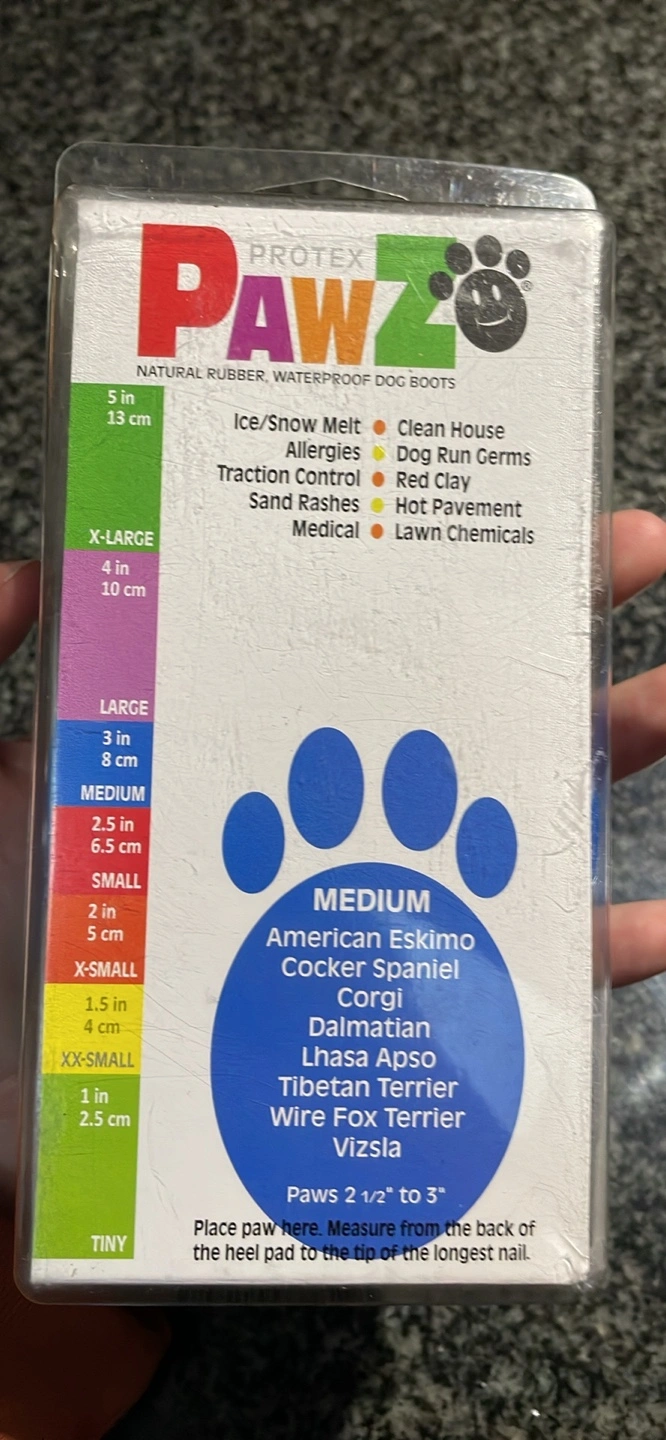 PROTEX
PAWZ®
NATURAL RUBBER, WATERPROOF DOG BOOTS
Ice/Snow Melt • Clean House
Allergies • Dog Run Germs
Traction Control • Red Clay
Sand Rashes • Hot Pavement
Medical • Lawn Chemicals
5 in
13 cm
X-LARGE
4 in
10 cm
LARGE
3 in
8 cm
MEDIUM
2.5 in
6.5 cm
SMALL
2 in
5 cm
X-SMALL
1.5 in
4 cm
XX-SMALL
1 in
2.5 cm
TINY
MEDIUM
American Eskimo
Cocker Spaniel
Corgi
Dalmatian
Lhasa Apso
Tibetan Terrier
Wire Fox Terrier
Vizsla
Paws 2 1/2" to 3"
Place paw here. Measure from the back of
the heel pad to the tip of the longest nail.